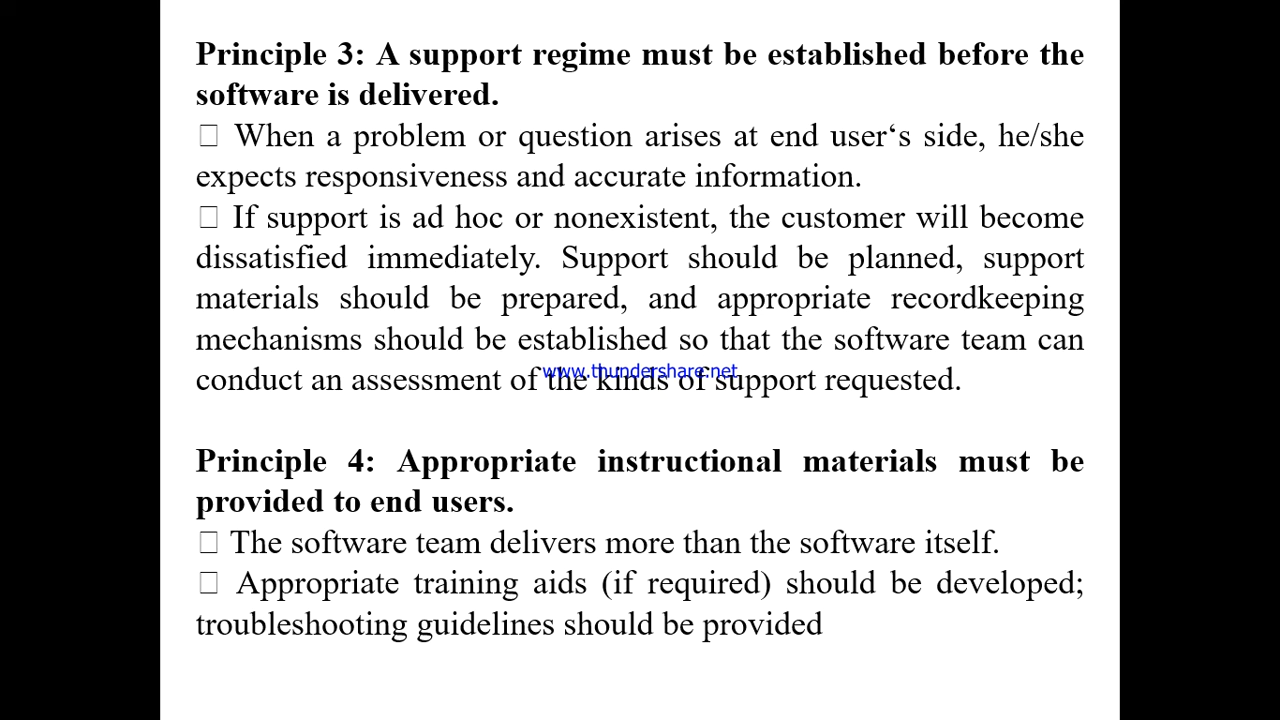 Principle 3: A support regime must be established before the
software is delivered.
□ When a problem or question arises at end user‘s side, he/she
expects responsiveness and accurate information.
□ If support is ad hoc or nonexistent, the customer will become
dissatisfied immediately. Support should be planned, support
materials should be prepared, and appropriate recordkeeping
mechanisms should be established so that the software team can
conduct an assessment of the kinds of support requested.
www.thundershare.net
Principle 4: Appropriate instructional materials must be
provided to end users.
□ The software team delivers more than the software itself.
□ Appropriate training aids (if required) should be developed;
troubleshooting guidelines should be provided